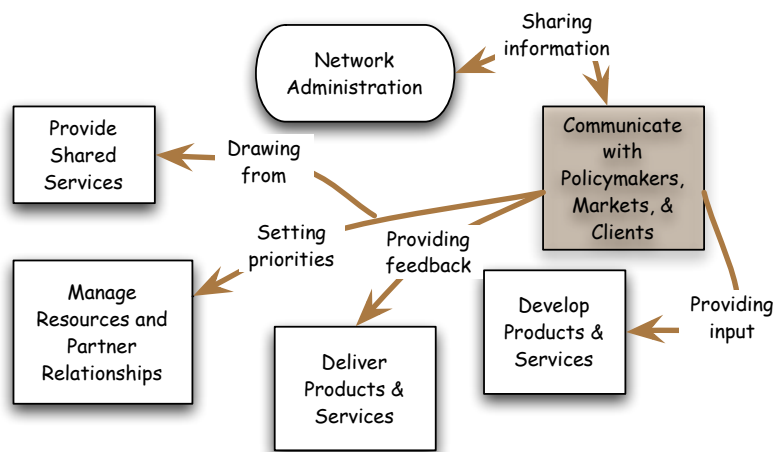 Sharing
information
Network
Administration
Communicate
with
Policymakers,
Markets, &
Clients
Provide
Shared
Services
Drawing
from
Setting
priorities
Providing
feedback
Manage
Resources and
Partner
Relationships
Develop
Products &
Services
Providing
input
Deliver
Products &
Services